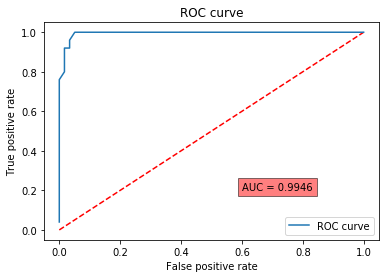 ROC curve
True positive rate
1.0
0.8
0.6
0.4
0.2
0.0
AUC = 0.9946
ROC curve
0.0 0.2 0.4 0.6 0.8 1.0
False positive rate